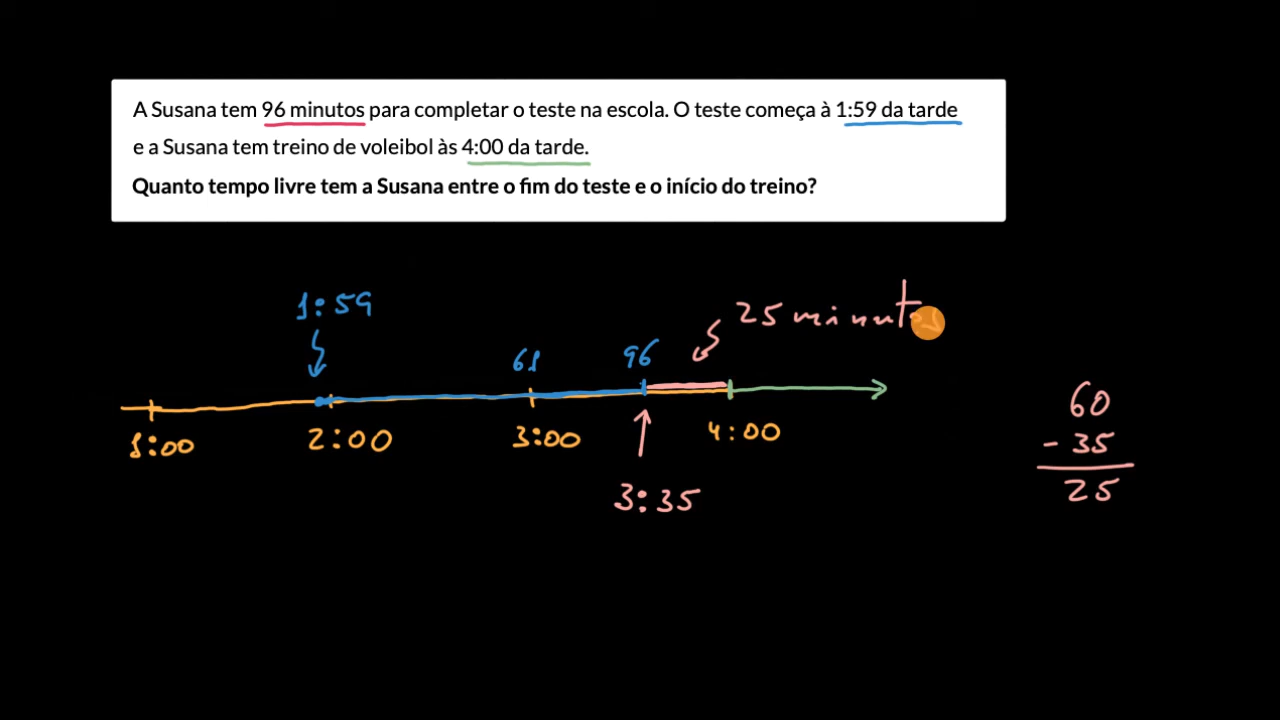 A Susana tem 96 minutos para completar o teste na escola. O teste começa à 1:59 da tarde
e a Susana tem treino de voleibol às 4:00 da tarde.
Quanto tempo livre tem a Susana entre o fim do teste e o início do treino?
1:59
25 minutos
61
96
1:00
2:00
3:00
4:00
3:35
60
- 35
25